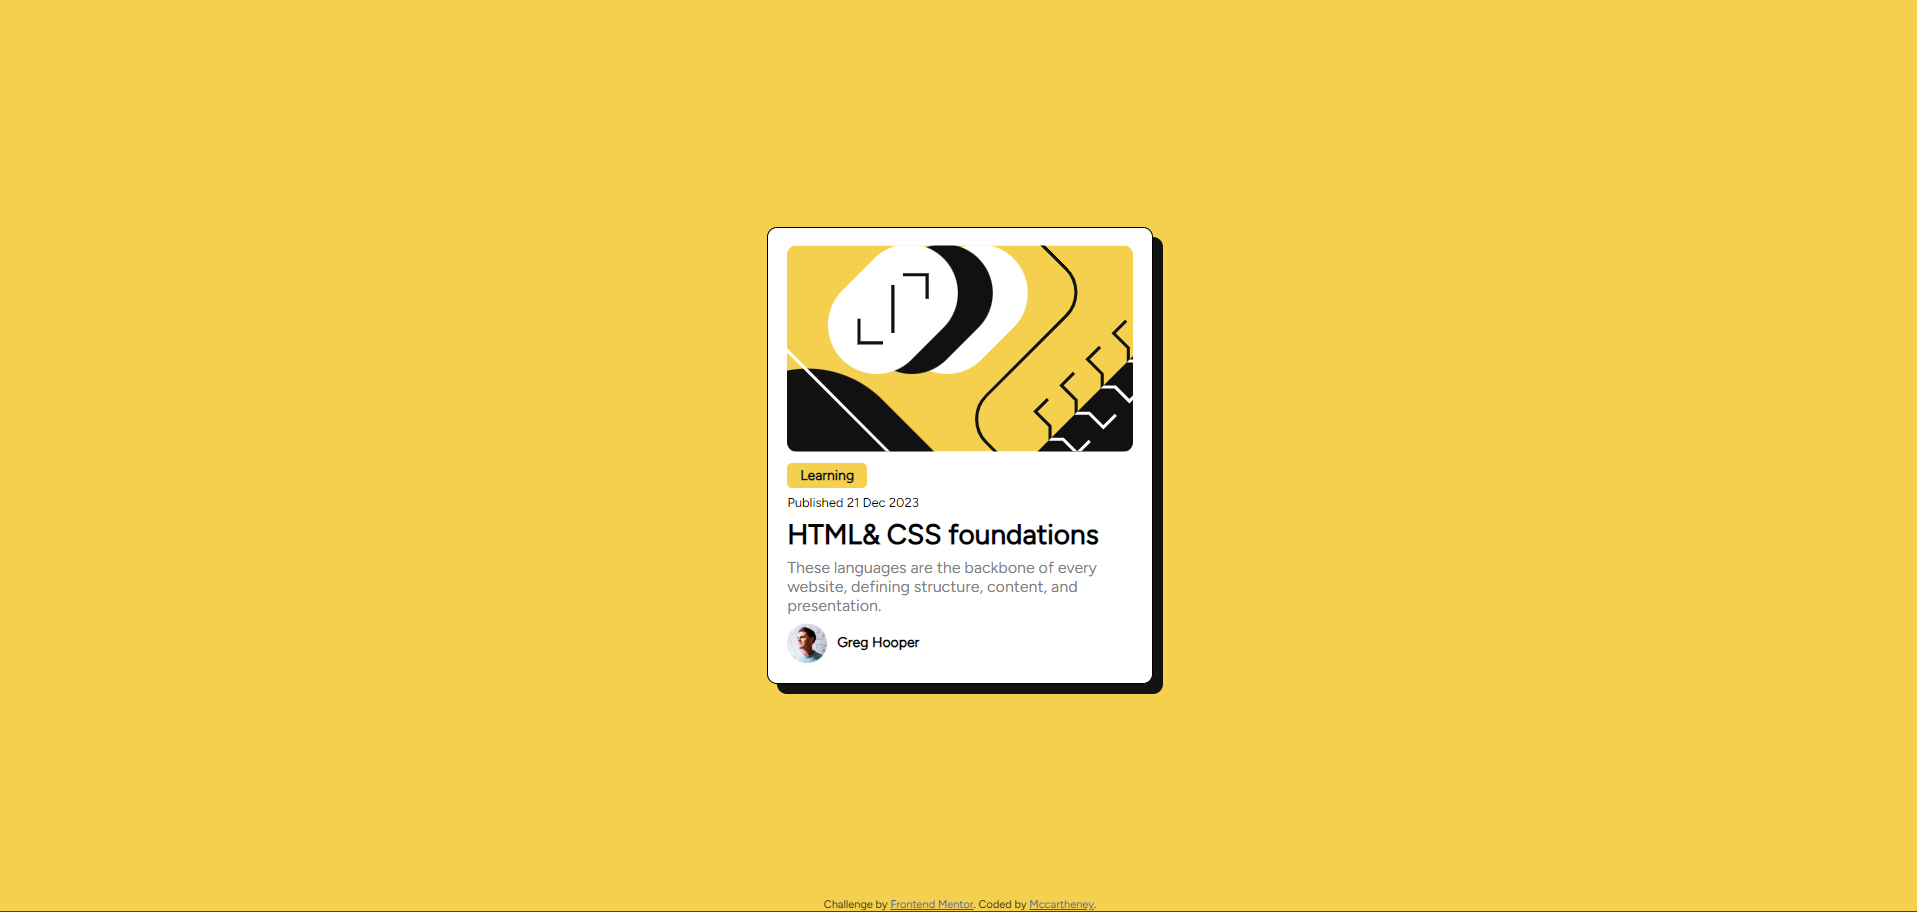 Learning
Published 21 Dec 2023
HTML& CSS foundations
These languages are the backbone of every
website, defining structure, content, and
presentation.
Greg Hooper
Challenge by Frontend Mentor. Coded by Mccartheney.